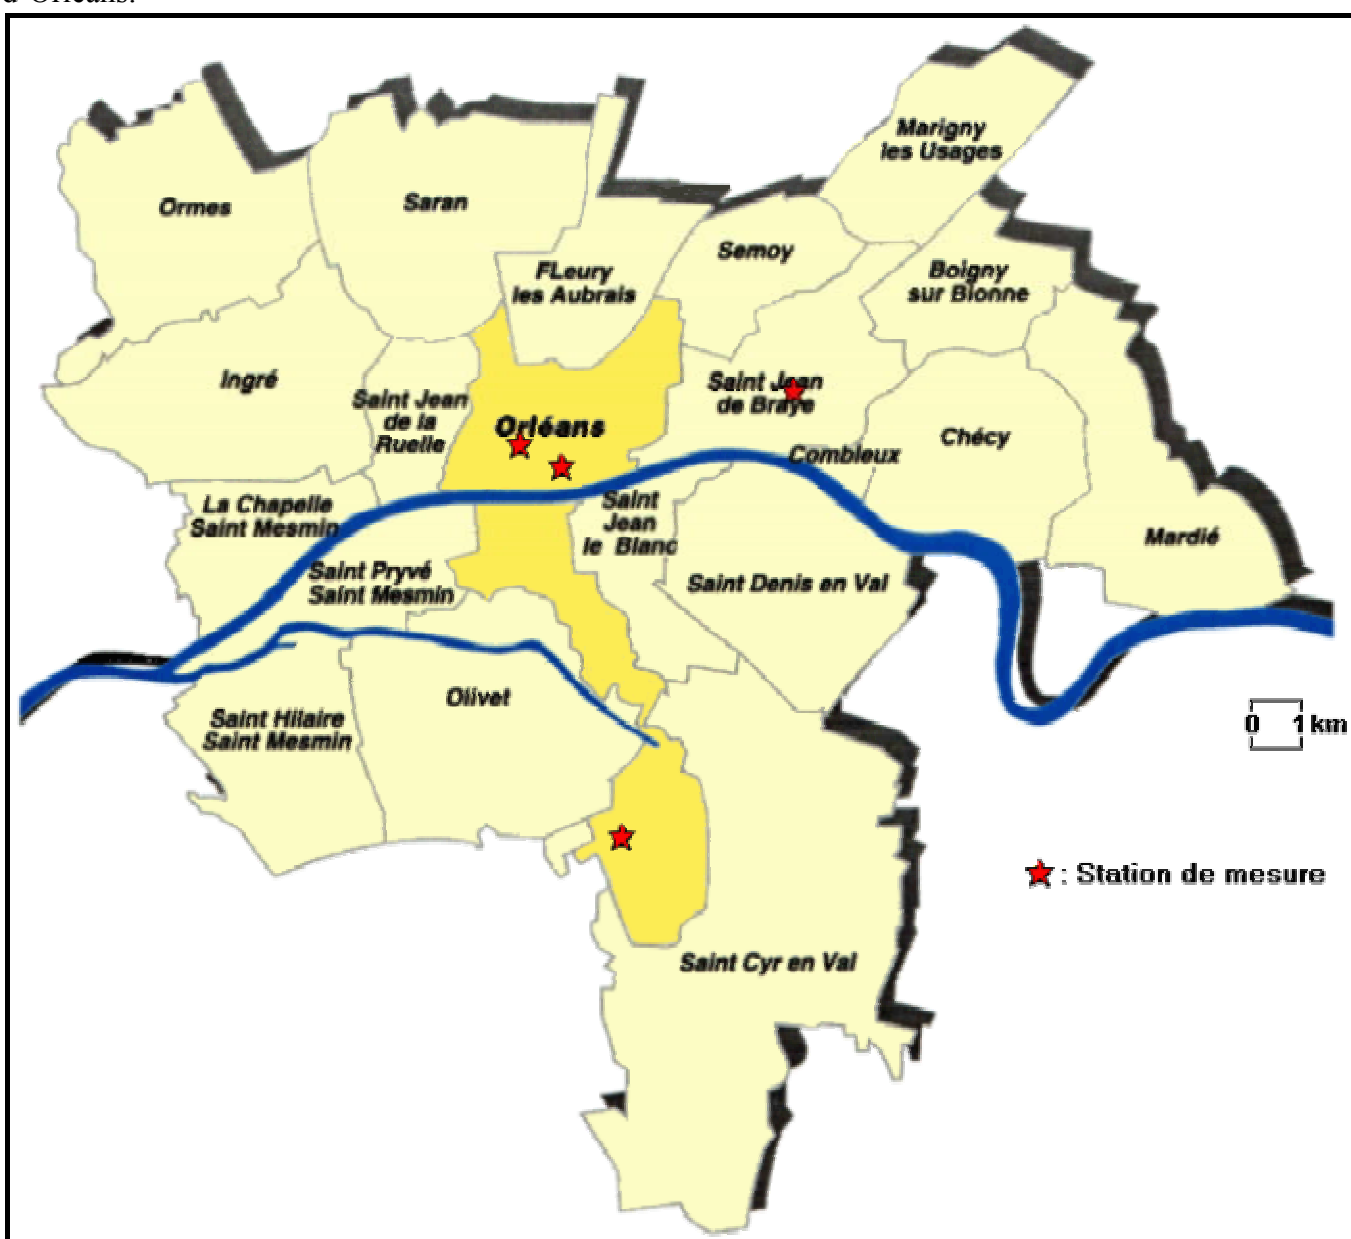 d'Orléans.
Marigny
les Usages
Ormes
Saran
Semoy
FLeury
les Aubrais
Boigny
sur Bionne
Ingré
Saint Jean
de la
Ruelle
Orléans
Saint Jean
de Braye
Combleux
Chécy
La Chapelle
Saint Mesmin
Saint
Jean
le Blanc
Mardié
Saint Pryvé
Saint Mesmin
Saint Denis en Val
Olivet
Saint Hilaire
Saint Mesmin
0 1 km
: Station de mesure
Saint Cyr en Val